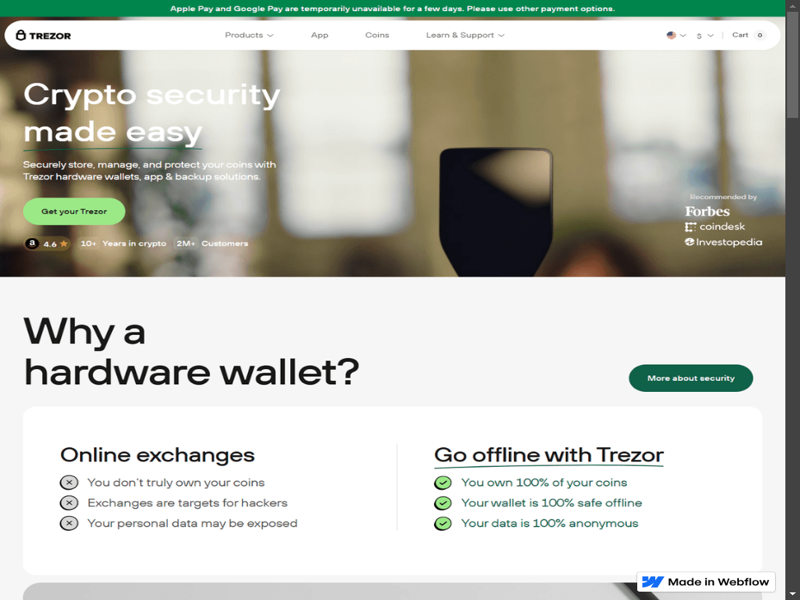 Apple Pay and Google Pay are temporarily unavailable for a few days. Please use other payment options.
TREZOR
Products
App
Coins
Learn & Support
$
Cart
0
Crypto security
made easy
Securely store, manage, and protect your coins with
Trezor hardware wallets, app & backup solutions.
Get your Trezor
a 4.6 10+ Years in crypto 2M+ Customers
Recommended by
Forbes
coindesk
Investopedia
Why a
hardware wallet?
More about security
Online exchanges
You don't truly own your coins
Exchanges are targets for hackers
Your personal data may be exposed
Go offline with Trezor
You own 100% of your coins
Your wallet is 100% safe offline
Your data is 100% anonymous
Made in Webflow